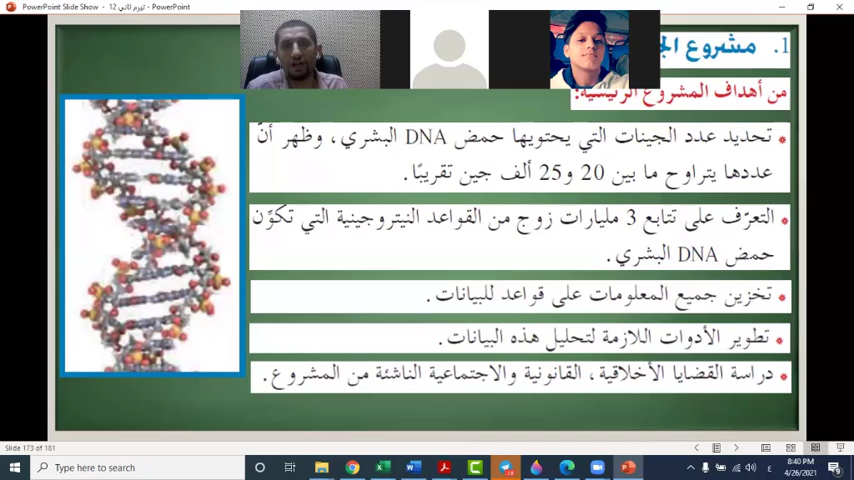 PowerPoint Slide Show - تيرم ثاني 12 - PowerPoint
1. مشروع
من أهداف المشروع الرئيسية:
تحديد عدد الجينات التي يحتويها حمض DNA البشري، وظهر أنّ
عددها يتراوح ما بين 20 و25 ألف جين تقريبًا.
التعرّف على تتابع 3 مليارات زوج من القواعد النيتروجينية التي تكوِّن
حمض DNA البشري.
تخزين جميع المعلومات على قواعد للبيانات.
تطوير الأدوات اللازمة لتحليل هذه البيانات.
دراسة القضايا الأخلاقية، القانونية والاجتماعية الناشئة من المشروع.
Slide 173 of 181
Type here to search
ع
8:40 PM
4/26/2021